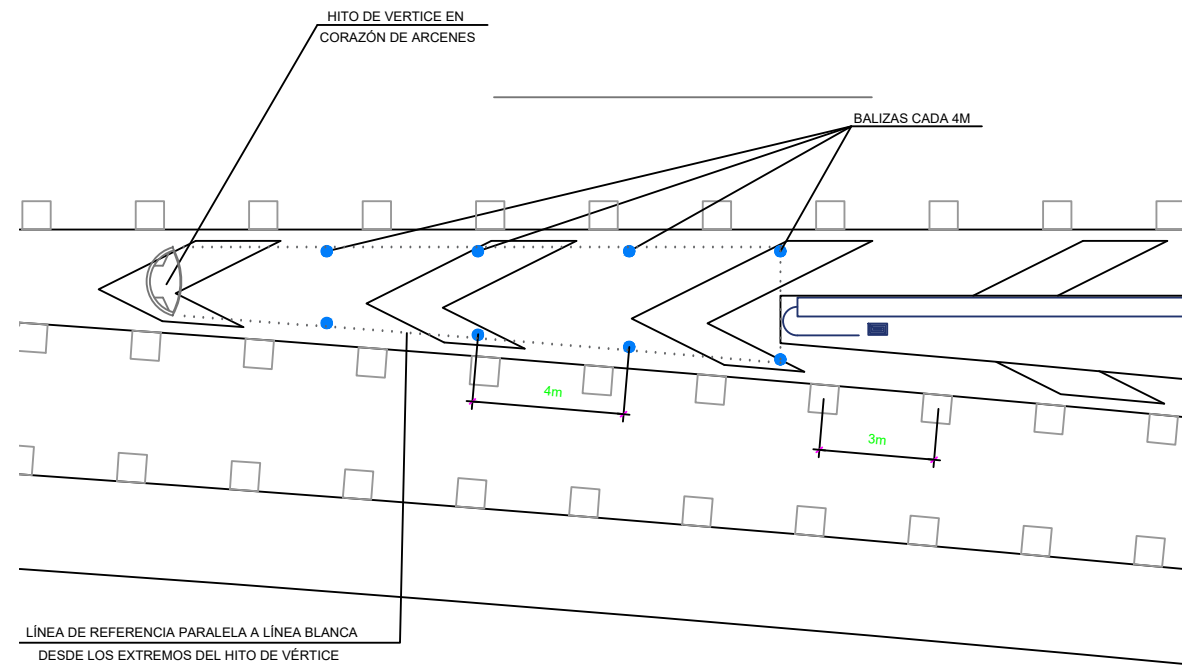 HITO DE VERTICE EN
CORAZÓN DE ARCENES
BALIZAS CADA 4M
4m
3m
LÍNEA DE REFERENCIA PARALELA A LÍNEA BLANCA
DESDE LOS EXTREMOS DEL HITO DE VÉRTICE